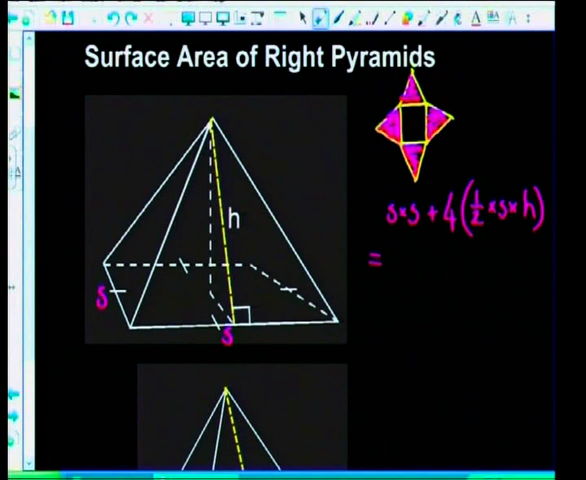 Surface Area of Right Pyramids
s×s + 4(½×s×h)
=
h
s
s